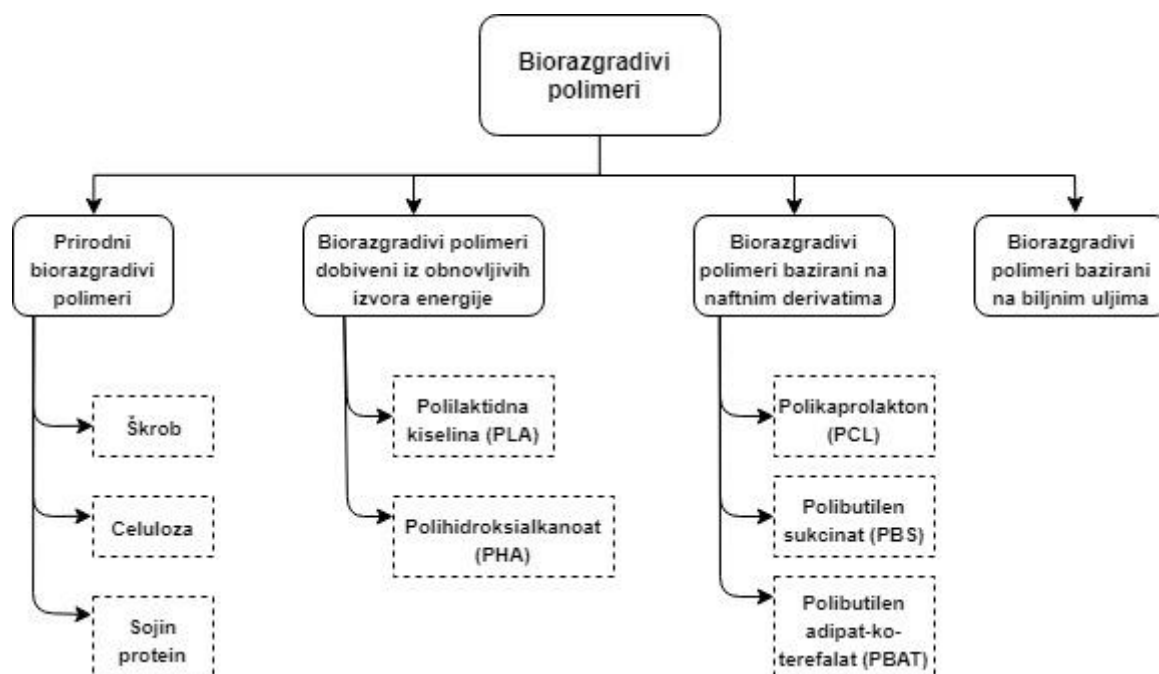 Biorazgradivi
polimeri
Prirodni
biorazgradivi
polimeri
Biorazgradivi polimeri
dobiveni iz obnovljivih
izvora energije
Biorazgradivi
polimeri bazirani na
naftnim derivatima
Biorazgradivi
polimeri bazirani
na biljnim uljima
Škrob
Celuloza
Sojin
protein
Polilaktidna
kiselina (PLA)
Polihidroksialkanoat
(PHA)
Polikaprolakton
(PCL)
Polibutilen
sukcinat (PBS)
Polibutilen
adipat-ko-
terefalat (PBAT)